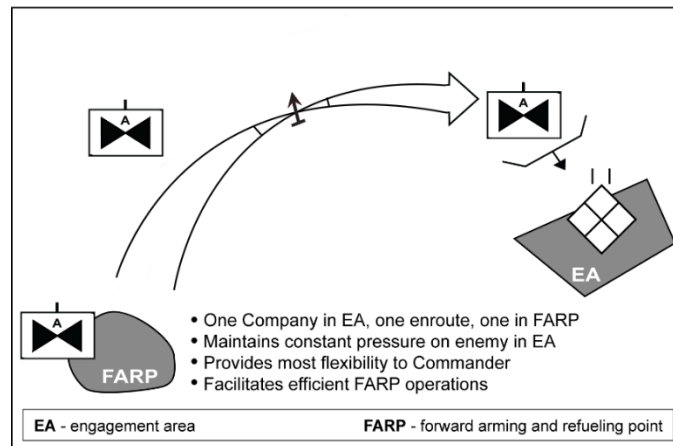 A
A
EA
A
FARP
• One Company in EA, one enroute, one in FARP
• Maintains constant pressure on enemy in EA
• Provides most flexibility to Commander
• Facilitates efficient FARP operations
EA - engagement area FARP - forward arming and refueling point